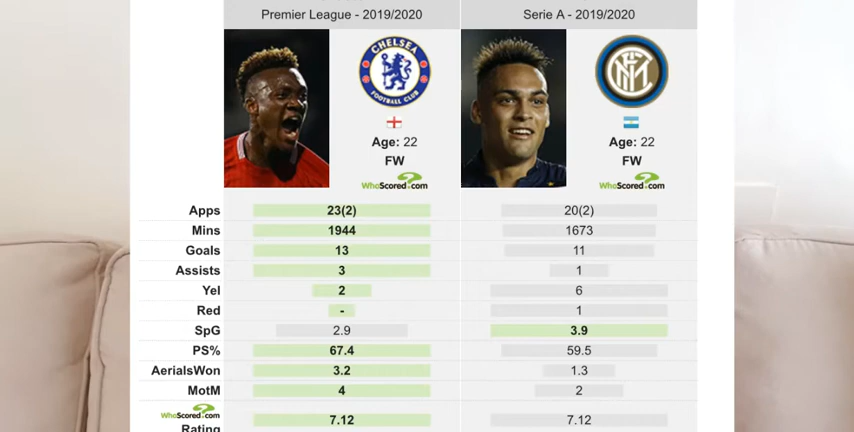 Premier League - 2019/2020 Serie A - 2019/2020
CHELSEA
FOOTBALL CLUB
Age: 22 Age: 22
FW FW
WhoScored.com WhoScored.com
Apps 23(2) 20(2)
Mins 1944 1673
Goals 13 11
Assists 3 1
Yel 2 6
Red - 1
SpG 2.9 3.9
PS% 67.4 59.5
AerialsWon 3.2 1.3
MotM 4 2
WhoScored.com
Rating 7.12 7.12